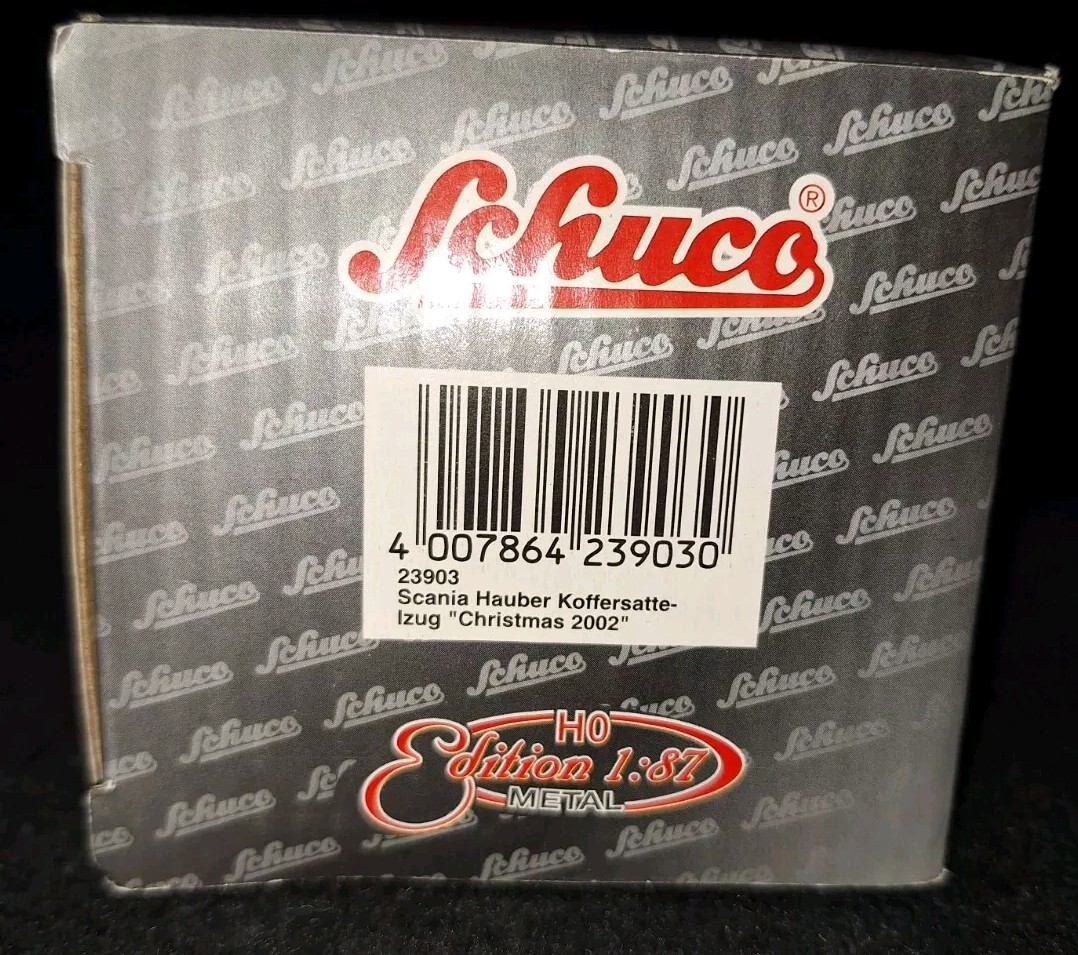 Schuco®
4 007864 239030
23903
Scania Hauber Koffersatte-
lzug "Christmas 2002"
H0
Edition 1:87
METAL